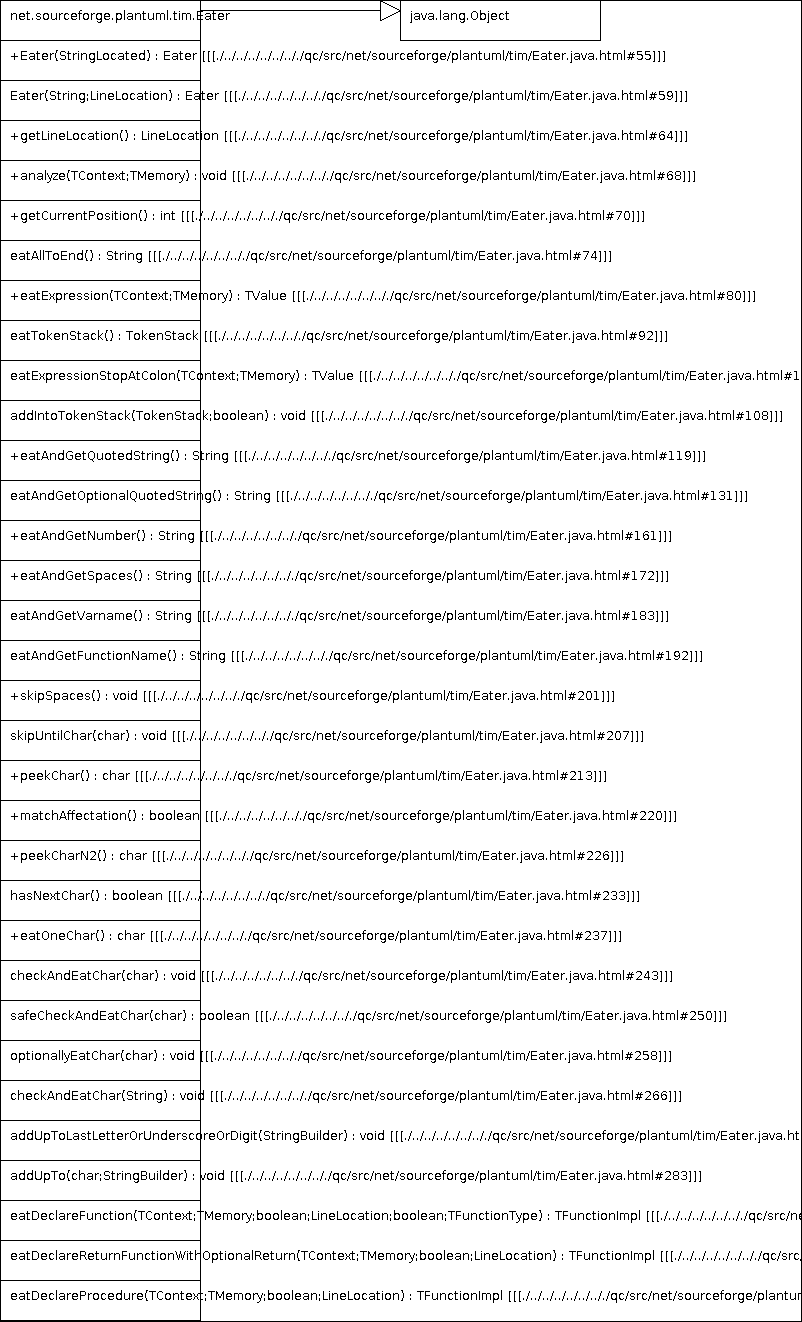 net.sourceforge.plantuml.tim.Eater
java.lang.Object
+Eater(StringLocated) : Eater [[[./../../../../../../qc/src/net/sourceforge/plantuml/tim/Eater.java.html#55]]]
Eater(String;LineLocation) : Eater [[[./../../../../../../qc/src/net/sourceforge/plantuml/tim/Eater.java.html#59]]]
+getLineLocation() : LineLocation [[[./../../../../../../qc/src/net/sourceforge/plantuml/tim/Eater.java.html#64]]]
+analyze(TContext;TMemory) : void [[[./../../../../../../qc/src/net/sourceforge/plantuml/tim/Eater.java.html#68]]]
+getCurrentPosition() : int [[[./../../../../../../qc/src/net/sourceforge/plantuml/tim/Eater.java.html#70]]]
eatAllToEnd() : String [[[./../../../../../../qc/src/net/sourceforge/plantuml/tim/Eater.java.html#74]]]
+eatExpression(TContext;TMemory) : TValue [[[./../../../../../../qc/src/net/sourceforge/plantuml/tim/Eater.java.html#80]]]
eatTokenStack() : TokenStack [[[./../../../../../../qc/src/net/sourceforge/plantuml/tim/Eater.java.html#92]]]
eatExpressionStopAtColon(TContext;TMemory) : TValue [[[./../../../../../../qc/src/net/sourceforge/plantuml/tim/Eater.java.html#1
addIntoTokenStack(TokenStack;boolean) : void [[[./../../../../../../qc/src/net/sourceforge/plantuml/tim/Eater.java.html#108]]]
+eatAndGetQuotedString() : String [[[./../../../../../../qc/src/net/sourceforge/plantuml/tim/Eater.java.html#119]]]
eatAndGetOptionalQuotedString() : String [[[./../../../../../../qc/src/net/sourceforge/plantuml/tim/Eater.java.html#131]]]
+eatAndGetNumber() : String [[[./../../../../../../qc/src/net/sourceforge/plantuml/tim/Eater.java.html#161]]]
+eatAndGetSpaces() : String [[[./../../../../../../qc/src/net/sourceforge/plantuml/tim/Eater.java.html#172]]]
eatAndGetVarname() : String [[[./../../../../../../qc/src/net/sourceforge/plantuml/tim/Eater.java.html#183]]]
eatAndGetFunctionName() : String [[[./../../../../../../qc/src/net/sourceforge/plantuml/tim/Eater.java.html#192]]]
+skipSpaces() : void [[[./../../../../../../qc/src/net/sourceforge/plantuml/tim/Eater.java.html#201]]]
skipUntilChar(char) : void [[[./../../../../../../qc/src/net/sourceforge/plantuml/tim/Eater.java.html#207]]]
+peekChar() : char [[[./../../../../../../qc/src/net/sourceforge/plantuml/tim/Eater.java.html#213]]]
+matchAffectation() : boolean [[[./../../../../../../qc/src/net/sourceforge/plantuml/tim/Eater.java.html#220]]]
+peekCharN2() : char [[[./../../../../../../qc/src/net/sourceforge/plantuml/tim/Eater.java.html#226]]]
hasNextChar() : boolean [[[./../../../../../../qc/src/net/sourceforge/plantuml/tim/Eater.java.html#233]]]
+eatOneChar() : char [[[./../../../../../../qc/src/net/sourceforge/plantuml/tim/Eater.java.html#237]]]
checkAndEatChar(char) : void [[[./../../../../../../qc/src/net/sourceforge/plantuml/tim/Eater.java.html#243]]]
safeCheckAndEatChar(char) : boolean [[[./../../../../../../qc/src/net/sourceforge/plantuml/tim/Eater.java.html#250]]]
optionallyEatChar(char) : void [[[./../../../../../../qc/src/net/sourceforge/plantuml/tim/Eater.java.html#258]]]
checkAndEatChar(String) : void [[[./../../../../../../qc/src/net/sourceforge/plantuml/tim/Eater.java.html#266]]]
addUpToLastLetterOrUnderscoreOrDigit(StringBuilder) : void [[[./../../../../../../qc/src/net/sourceforge/plantuml/tim/Eater.java.ht
addUpTo(char;StringBuilder) : void [[[./../../../../../../qc/src/net/sourceforge/plantuml/tim/Eater.java.html#283]]]
eatDeclareFunction(TContext;TMemory;boolean;LineLocation;boolean;TFunctionType) : TFunctionImpl [[[./../../../../../../qc/src/ne
eatDeclareReturnFunctionWithOptionalReturn(TContext;TMemory;boolean;LineLocation) : TFunctionImpl [[[./../../../../../../qc/src/
eatDeclareProcedure(TContext;TMemory;boolean;LineLocation) : TFunctionImpl [[[./../../../../../../qc/src/net/sourceforge/plantur